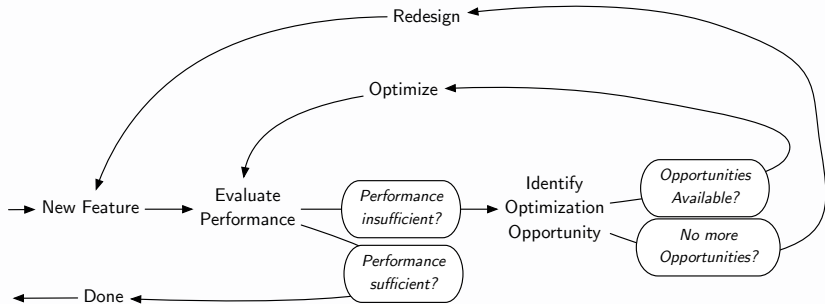 Redesign
Optimize
New Feature
Evaluate
Performance
Performance
insufficient?
Identify
Optimization
Opportunity
Opportunities
Available?
No more
Opportunities?
Performance
sufficient?
Done